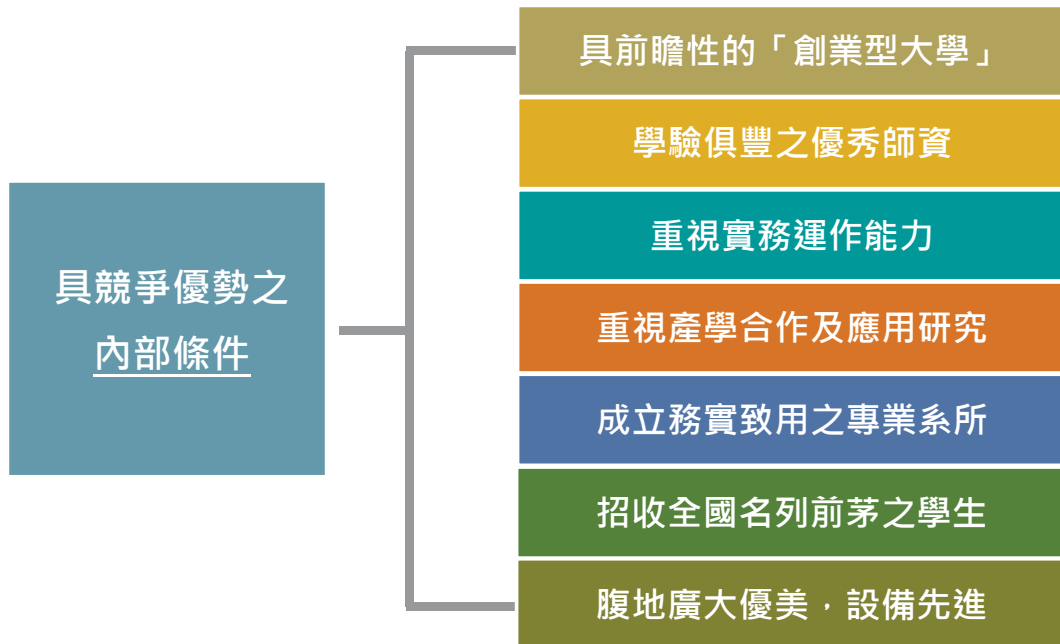 具競爭優勢之
內部條件
具前瞻性的「創業型大學」
學驗俱豐之優秀師資
重視實務運作能力
重視產學合作及應用研究
成立務實致用之專業系所
招收全國名列前茅之學生
腹地廣大優美，設備先進